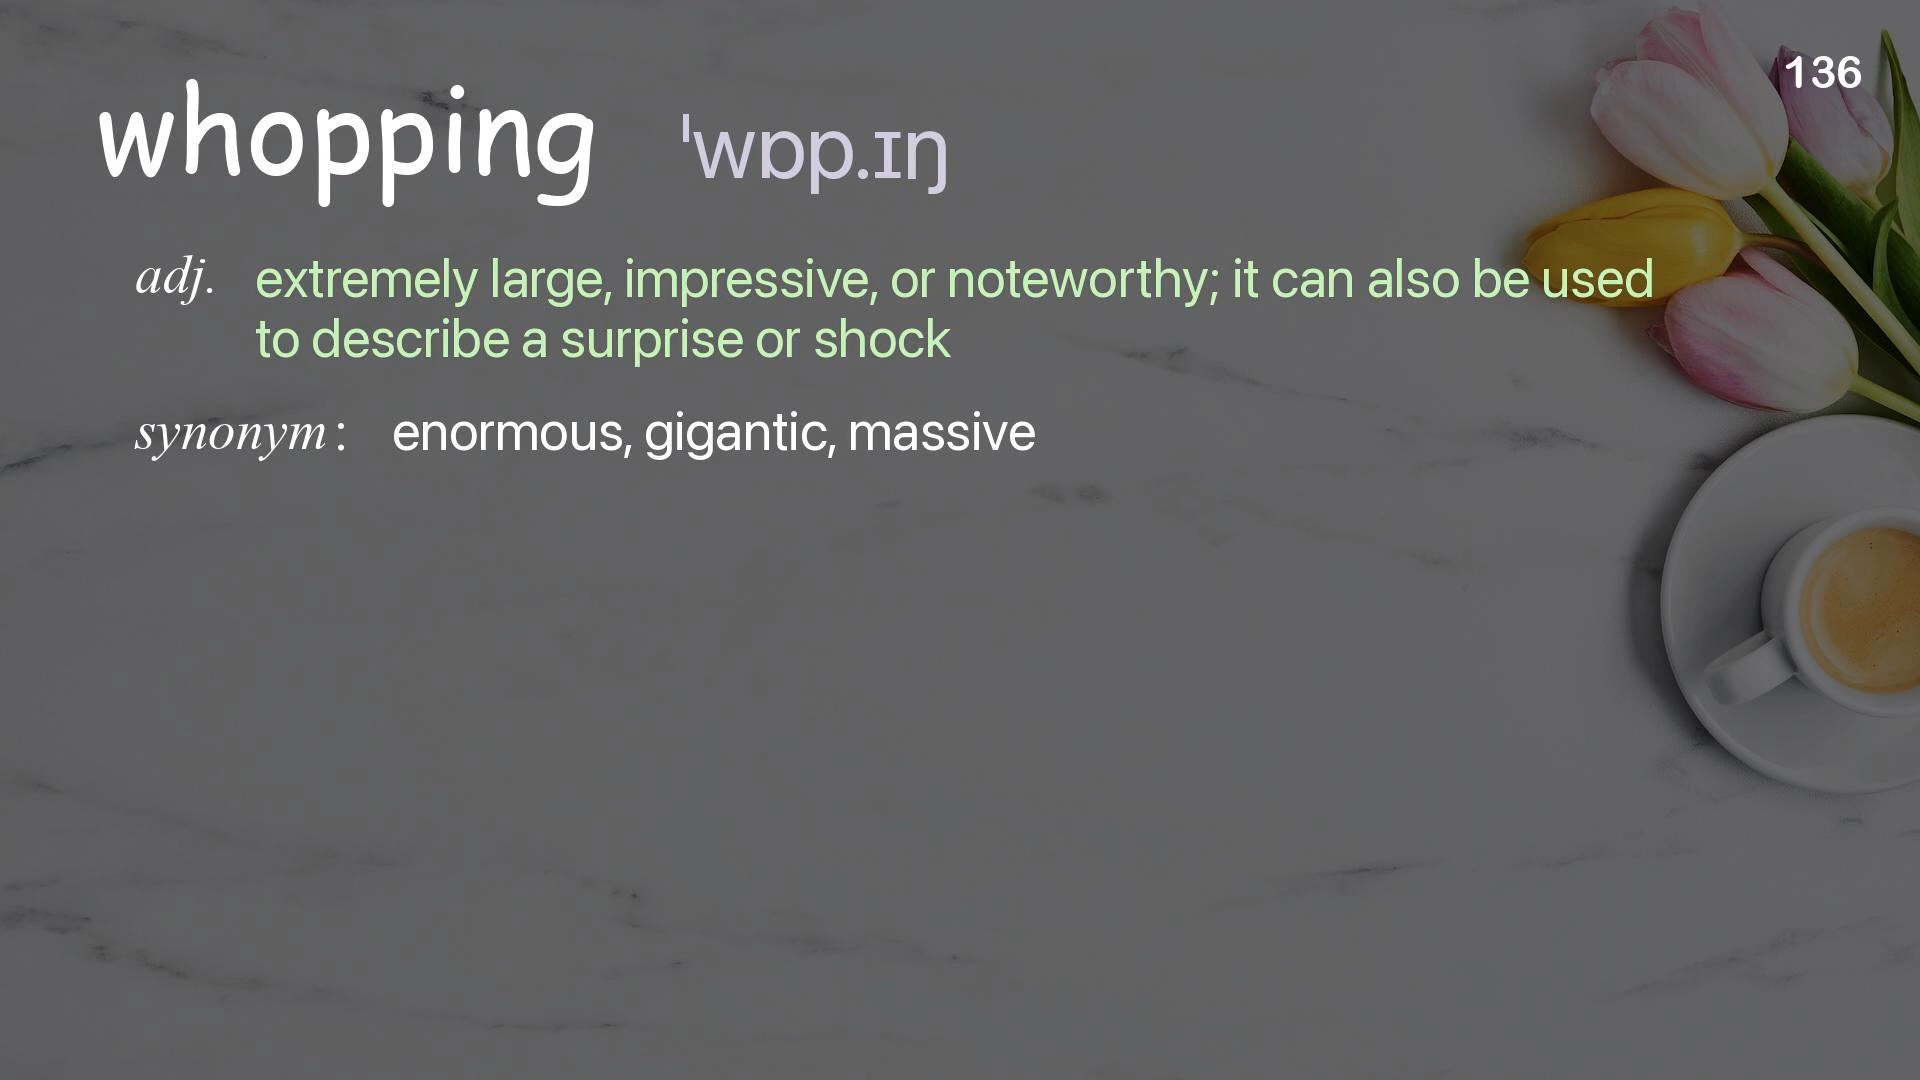 136
whopping ˈwɒp.ɪŋ
adj. extremely large, impressive, or noteworthy; it can also be used
to describe a surprise or shock
synonym: enormous, gigantic, massive